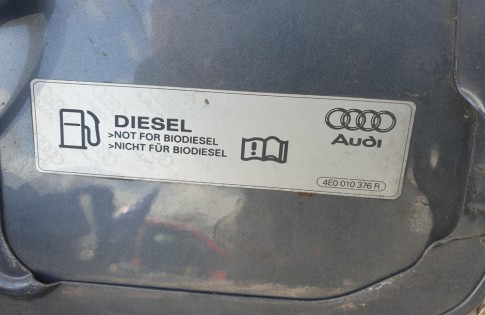 DIESEL
>NOT FOR BIODIESEL
>NICHT FÜR BIODIESEL
Audi
4E0 010 376 R